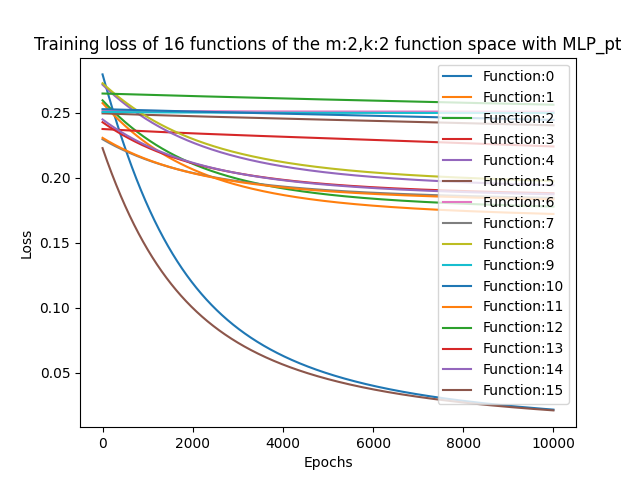 Training loss of 16 functions of the m:2,k:2 function space with MLP_pt
Loss
0.25
0.20
0.15
0.10
0.05
Function:0
Function:1
Function:2
Function:3
Function:4
Function:5
Function:6
Function:7
Function:8
Function:9
Function:10
Function:11
Function:12
Function:13
Function:14
Function:15
0 2000 4000 6000 8000 10000
Epochs